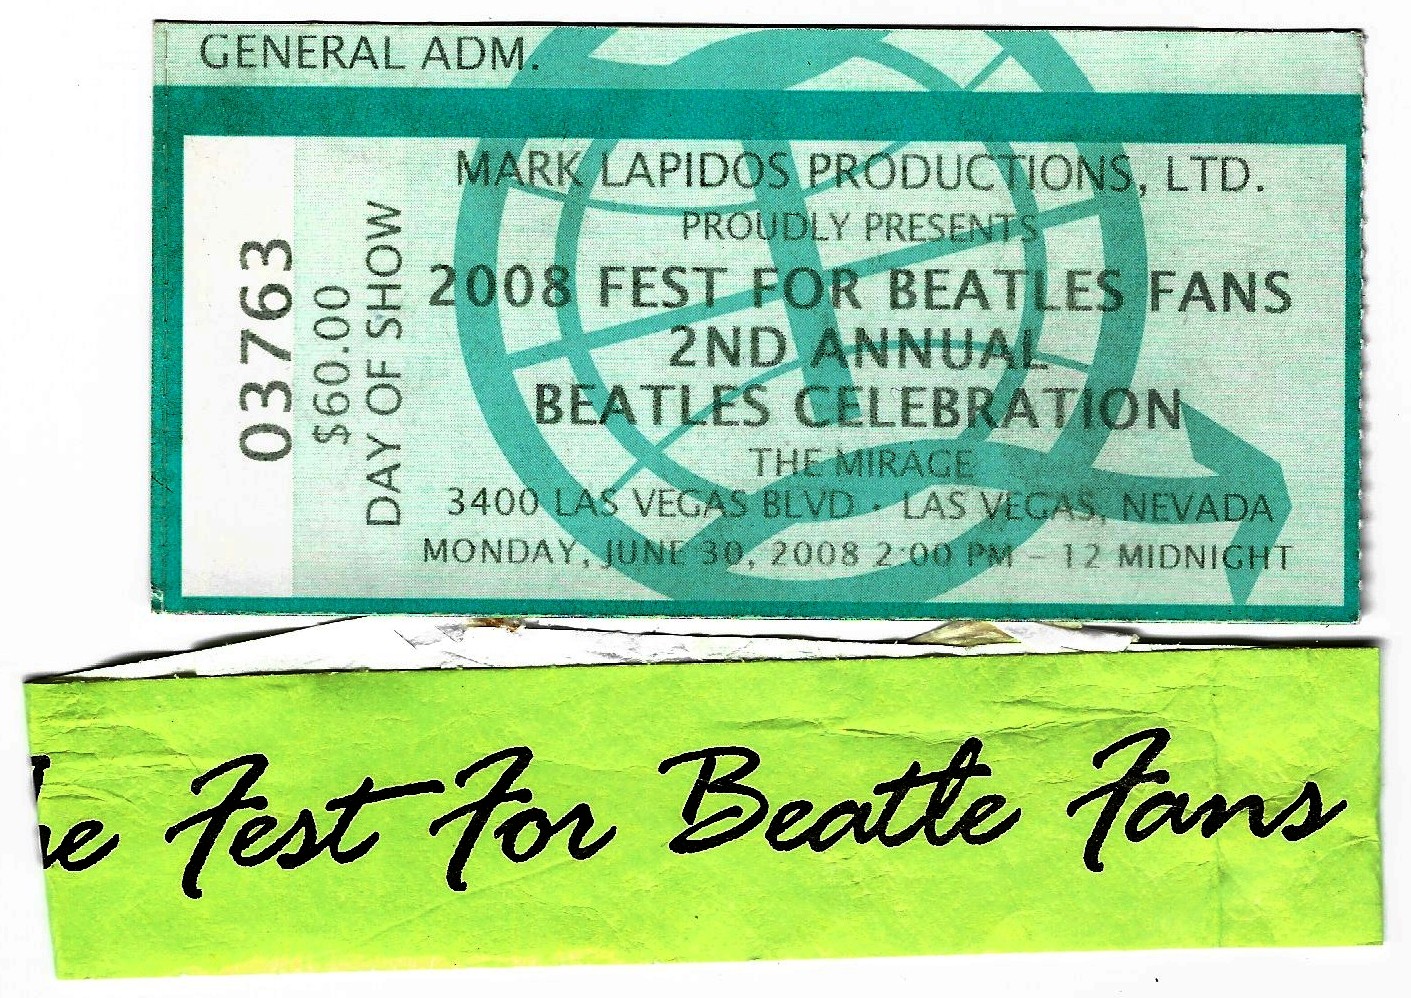 GENERAL ADM.
03763
$60.00
DAY OF SHOW
MARK LAPIDOS PRODUCTIONS, LTD.
PROUDLY PRESENTS
2008 FEST FOR BEATLES FANS
2ND ANNUAL
BEATLES CELEBRATION
THE MIRAGE
3400 LAS VEGAS BLVD · LAS VEGAS, NEVADA
MONDAY, JUNE 30, 2008 2:00 PM – 12 MIDNIGHT
he Fest For Beatle Fans